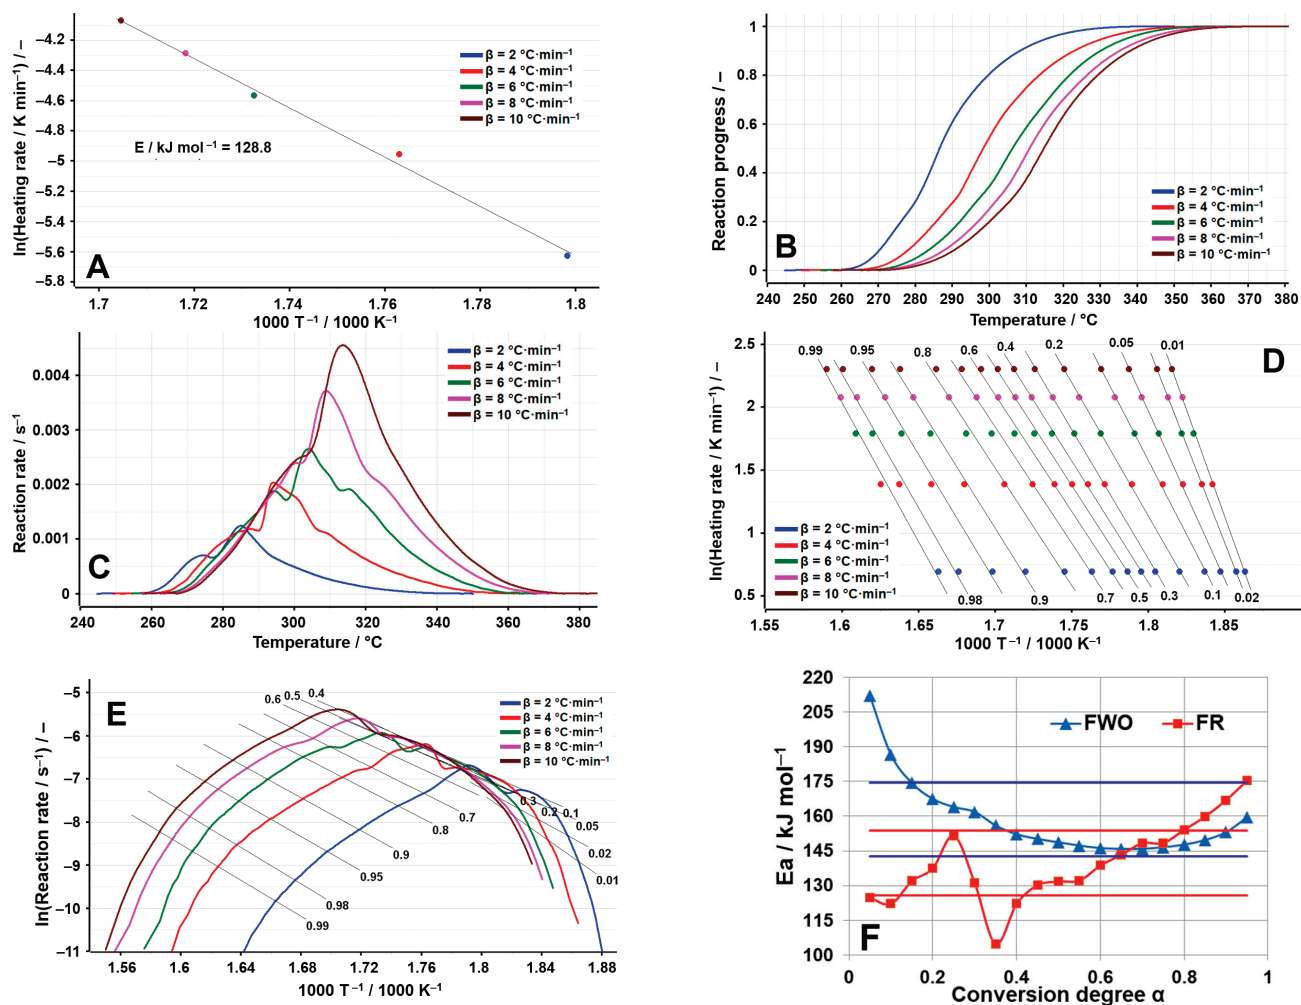 A
ln(Heating rate / K min⁻¹) / –
–4.2
–4.4
–4.6
–4.8
–5
–5.2
–5.4
–5.6
–5.8
E / kJ mol⁻¹ = 128.8
β = 2 °C·min⁻¹
β = 4 °C·min⁻¹
β = 6 °C·min⁻¹
β = 8 °C·min⁻¹
β = 10 °C·min⁻¹
1.7 1.72 1.74 1.76 1.78 1.8
1000 T⁻¹ / 1000 K⁻¹
B
Reaction progress / –
1
0.8
0.6
0.4
0.2
0
β = 2 °C·min⁻¹
β = 4 °C·min⁻¹
β = 6 °C·min⁻¹
β = 8 °C·min⁻¹
β = 10 °C·min⁻¹
240 250 260 270 280 290 300 310 320 330 340 350 360 370 380
Temperature / °C
C
Reaction rate / s⁻¹
0.004
0.003
0.002
0.001
0
β = 2 °C·min⁻¹
β = 4 °C·min⁻¹
β = 6 °C·min⁻¹
β = 8 °C·min⁻¹
β = 10 °C·min⁻¹
240 260 280 300 320 340 360 380
Temperature / °C
D
ln(Heating rate / K min⁻¹) / –
2.5
2
1.5
1
0.5
0.99 0.95 0.8 0.6 0.4 0.2 0.05 0.01
β = 2 °C·min⁻¹
β = 4 °C·min⁻¹
β = 6 °C·min⁻¹
β = 8 °C·min⁻¹
β = 10 °C·min⁻¹
0.98 0.9 0.7 0.5 0.3 0.1 0.02
1.55 1.6 1.65 1.7 1.75 1.8 1.85
1000 T⁻¹ / 1000 K⁻¹
E
ln(Reaction rate / s⁻¹) / –
–5
–6
–7
–8
–9
–10
–11
0.6 0.5 0.4
β = 2 °C·min⁻¹
β = 4 °C·min⁻¹
β = 6 °C·min⁻¹
β = 8 °C·min⁻¹
β = 10 °C·min⁻¹
0.3 0.2 0.1
0.05
0.02
0.01
0.7
0.8
0.9
0.95
0.98
0.99
1.56 1.6 1.64 1.68 1.72 1.76 1.8 1.84 1.88
1000 T⁻¹ / 1000 K⁻¹
F
Ea / kJ mol⁻¹
220
205
190
175
160
145
130
115
100
FWO FR
0 0.2 0.4 0.6 0.8 1
Conversion degree α